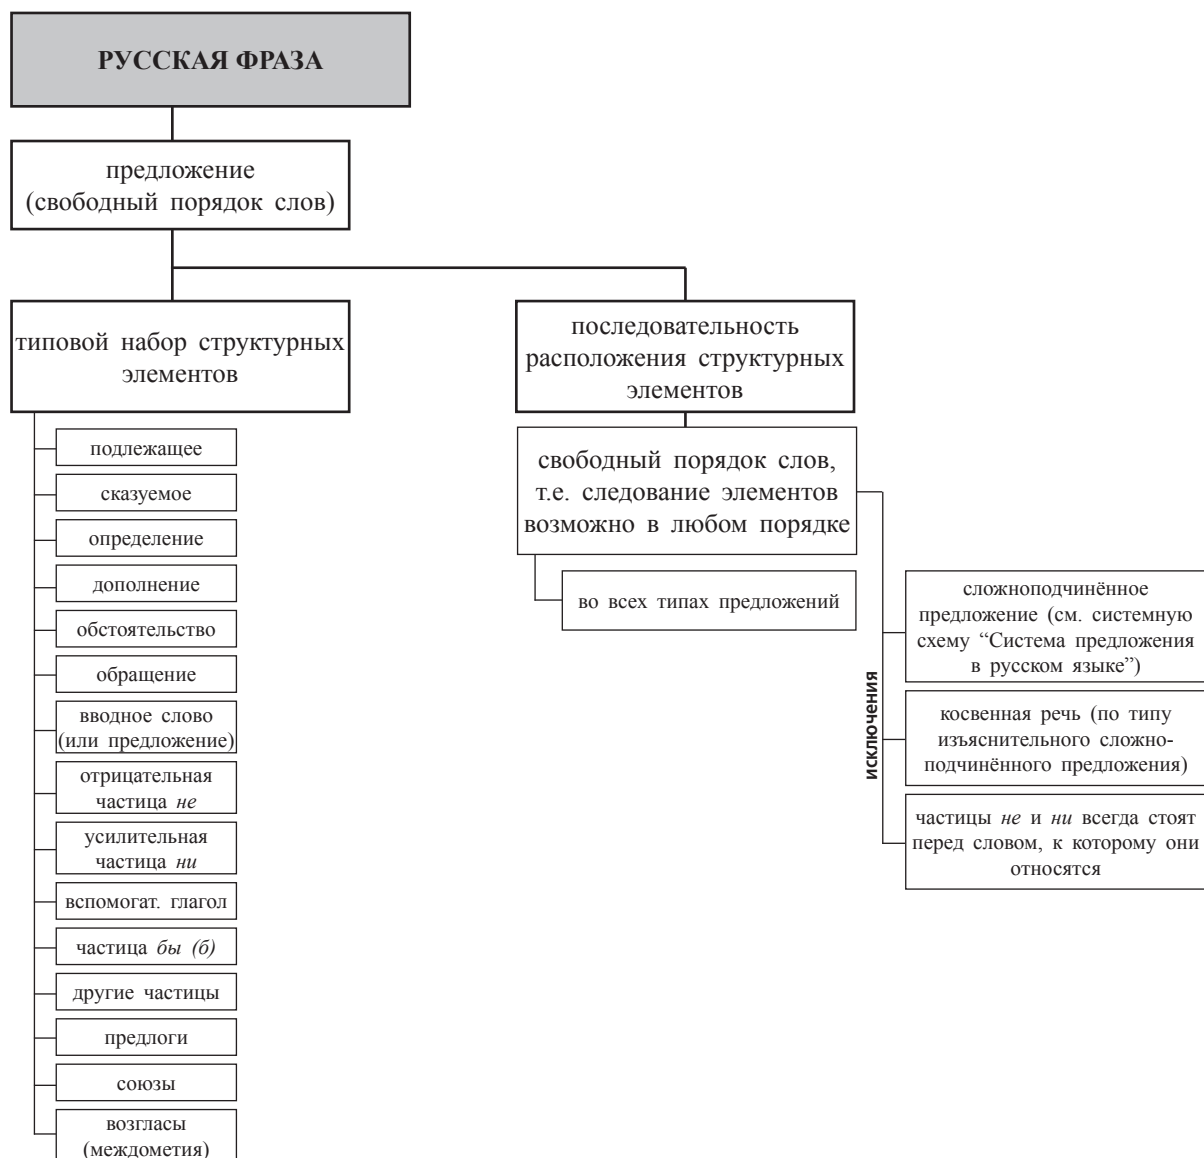 РУССКАЯ ФРАЗА
предложение
(свободный порядок слов)
типовой набор структурных
элементов
подлежащее
сказуемое
определение
дополнение
обстоятельство
обращение
вводное слово
(или предложение)
отрицательная
частица не
усилительная
частица ни
вспомогат. глагол
частица бы (б)
другие частицы
предлоги
союзы
возгласы
(междометия)
последовательность
расположения структурных
элементов
свободный порядок слов,
т.е. следование элементов
возможно в любом порядке
во всех типах предложений
исключения
сложноподчинённое
предложение (см. системную
схему “Система предложения
в русском языке”)
косвенная речь (по типу
изъяснительного сложно-
подчинённого предложения)
частицы не и ни всегда стоят
перед словом, к которому они
относятся